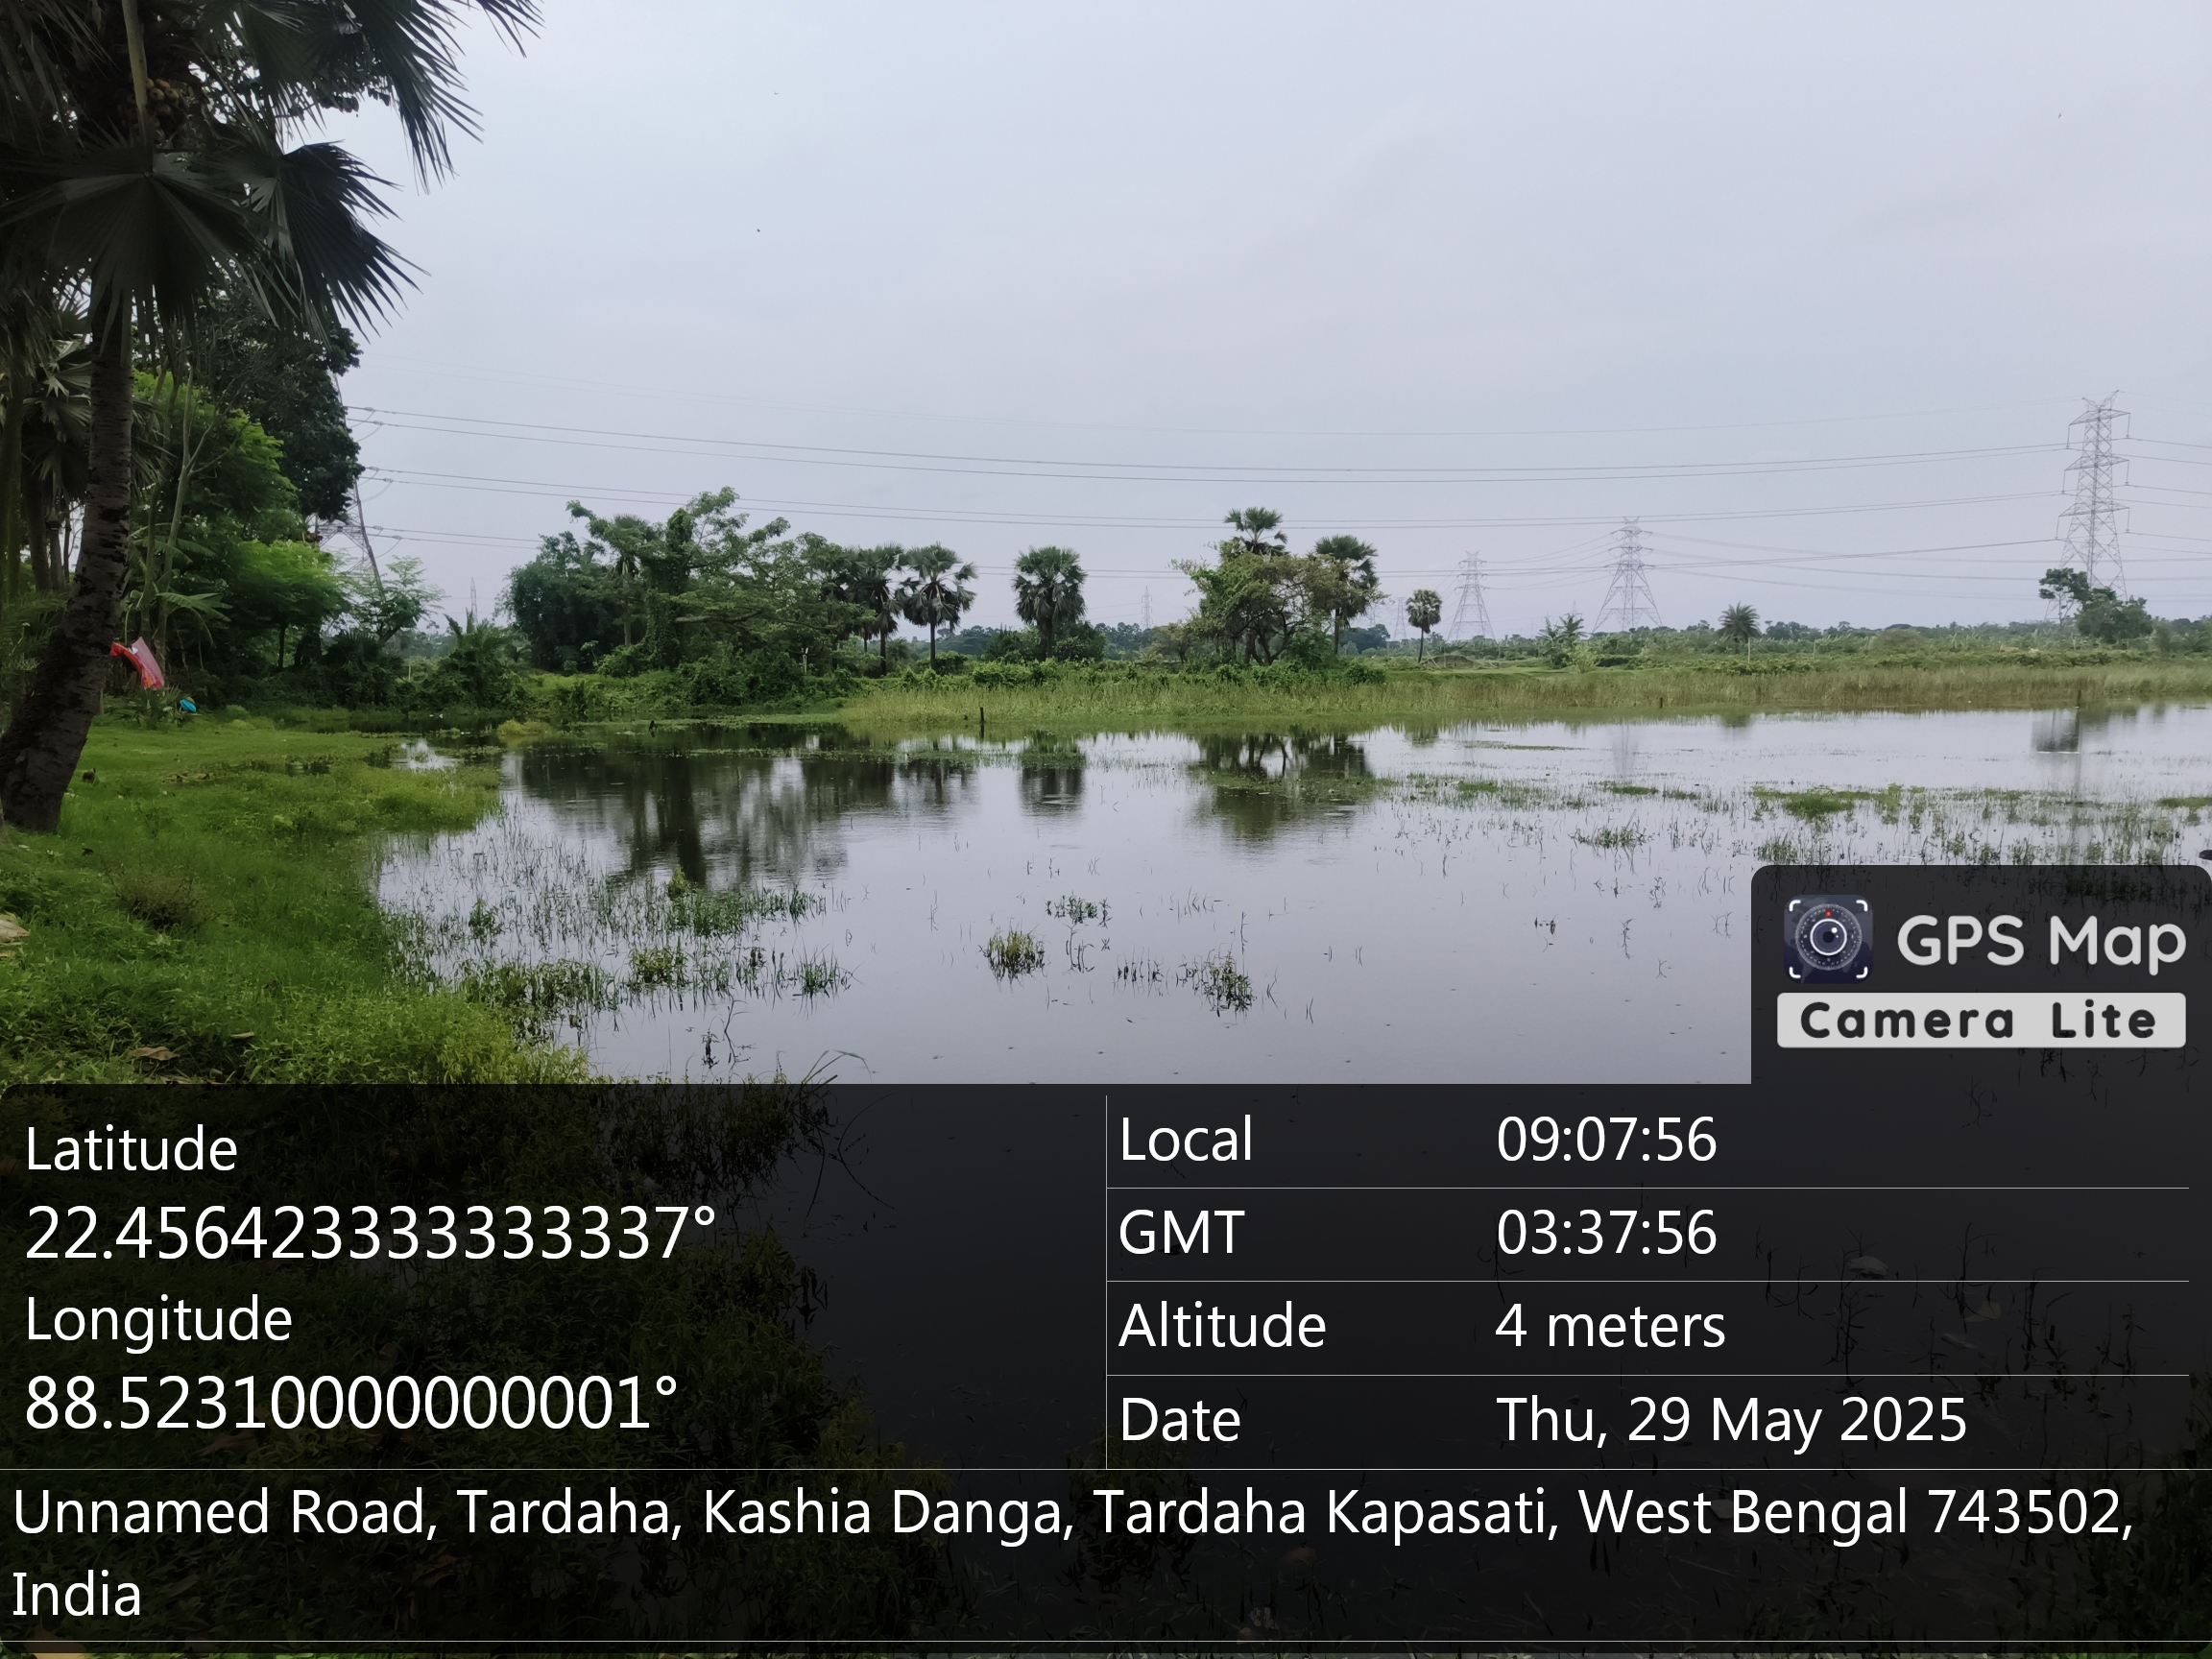 GPS Map
Camera Lite
Latitude
22.456423333333337°
Longitude
88.52310000000001°
Local 09:07:56
GMT 03:37:56
Altitude 4 meters
Date Thu, 29 May 2025
Unnamed Road, Tardaha, Kashia Danga, Tardaha Kapasati, West Bengal 743502,
India